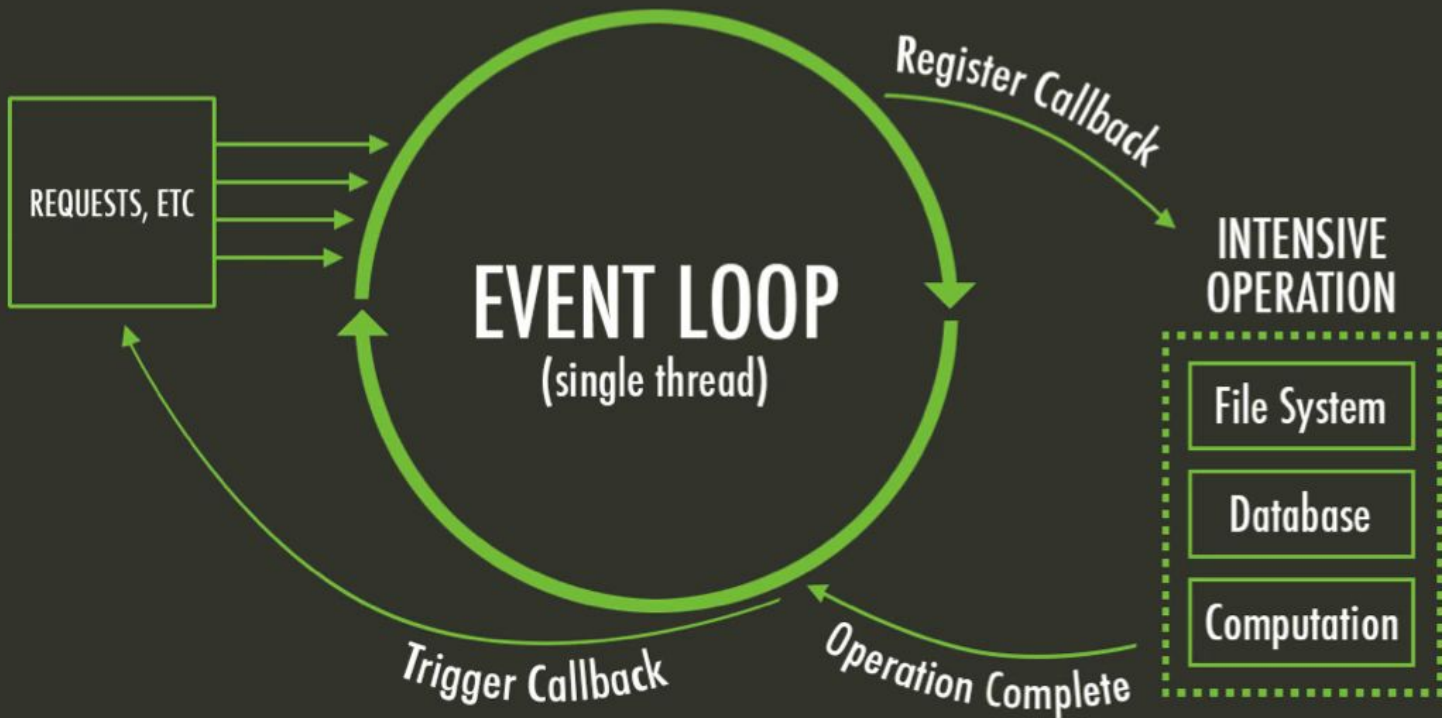 REQUESTS, ETC
EVENT LOOP
(single thread)
Register Callback
INTENSIVE
OPERATION
File System
Database
Computation
Operation Complete
Trigger Callback